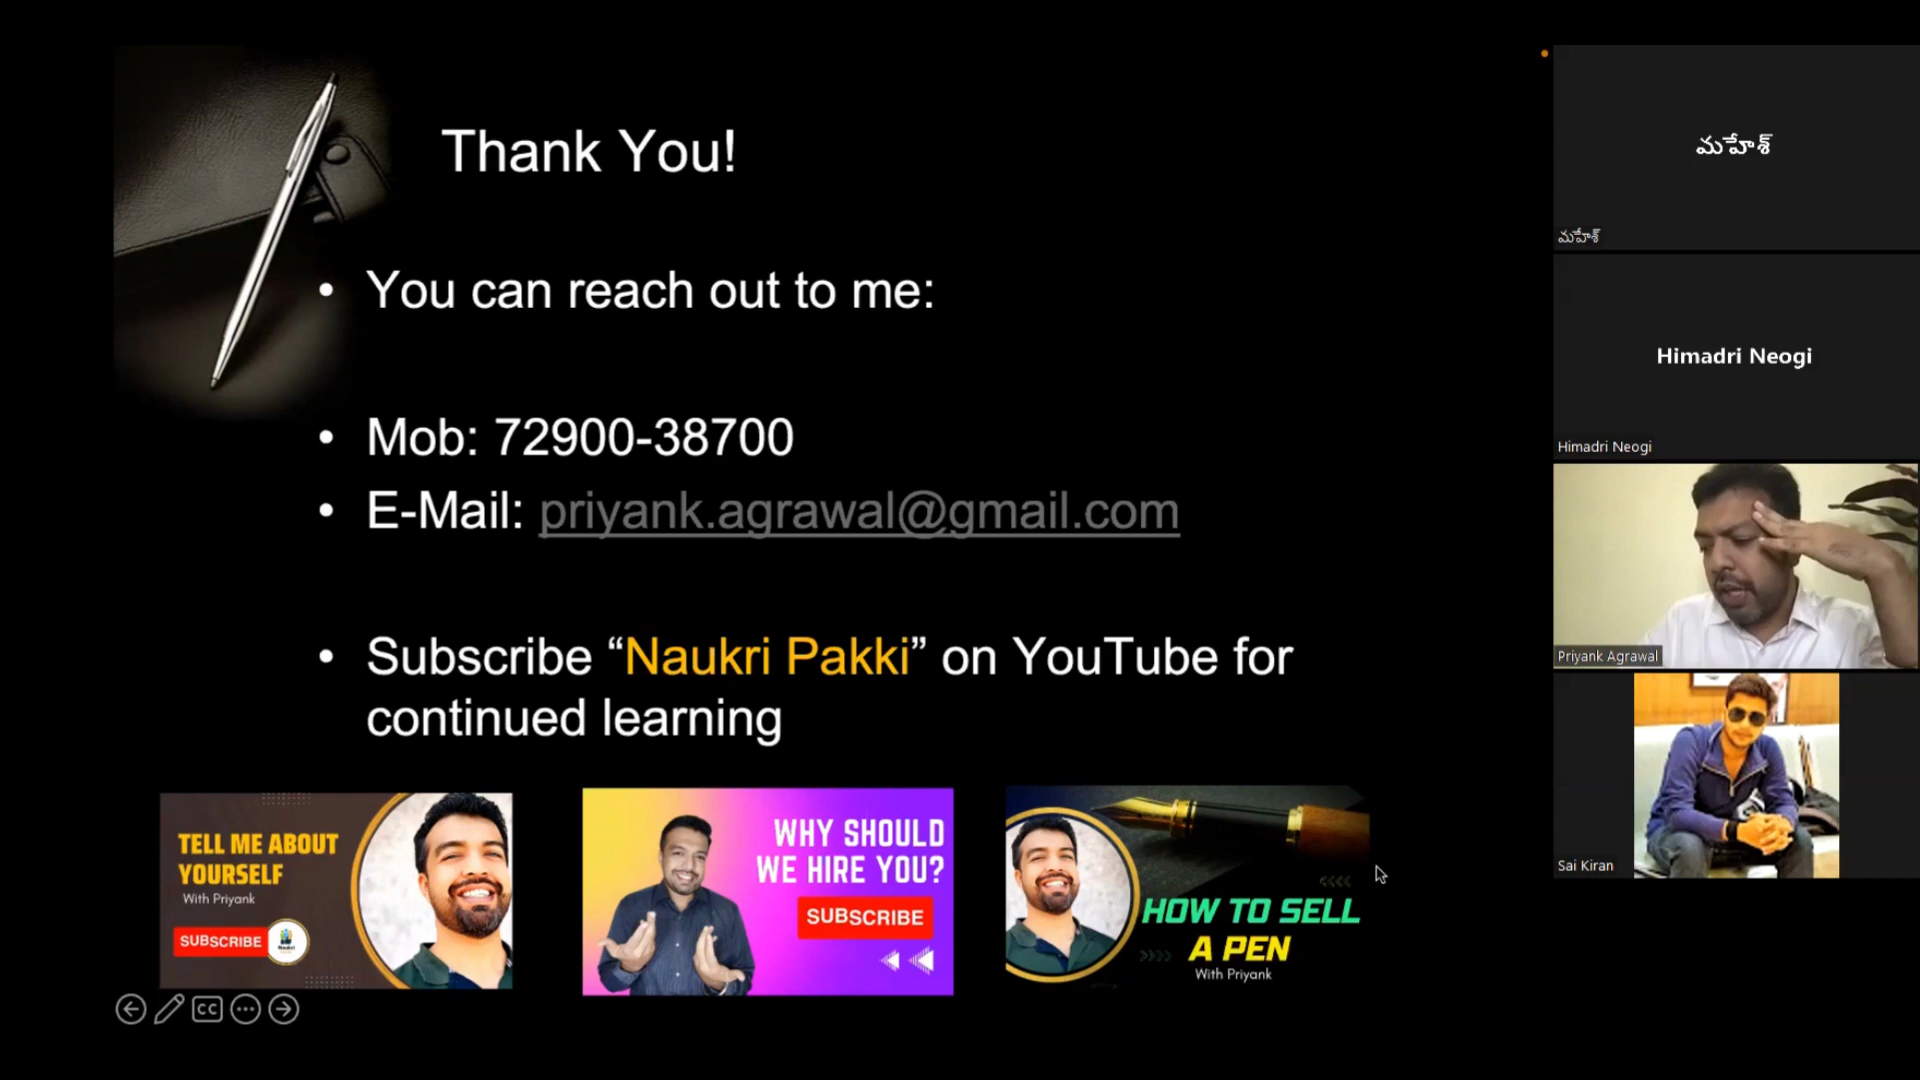 Thank You!
• You can reach out to me:
• Mob: 72900-38700
• E-Mail: priyank.agrawal@gmail.com
• Subscribe “Naukri Pakki” on YouTube for
continued learning
TELL ME ABOUT
YOURSELF
With Priyank
SUBSCRIBE
WHY SHOULD
WE HIRE YOU?
SUBSCRIBE
HOW TO SELL
A PEN
With Priyank
CC
మహేశ్
మహేశ్
Himadri Neogi
Himadri Neogi
Priyank Agrawal
Sai Kiran